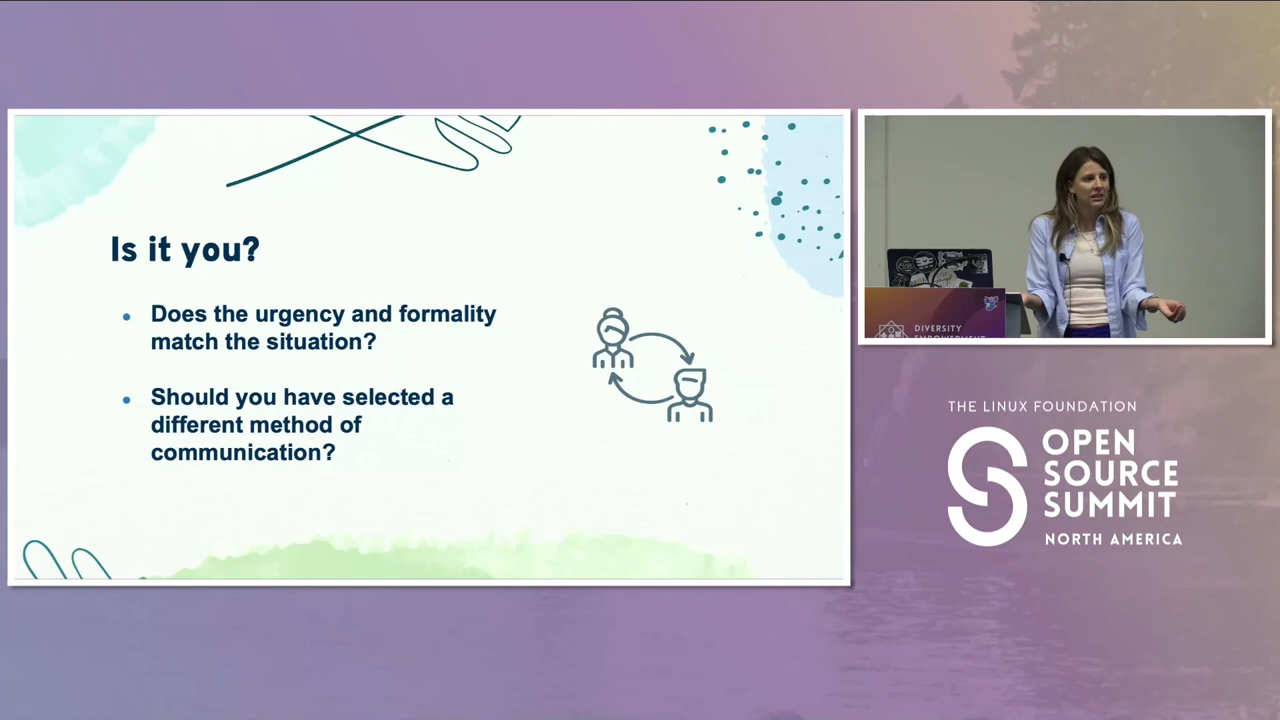 Is it you?
• Does the urgency and formality
match the situation?
• Should you have selected a
different method of
communication?
DIVERSITY
EMPOWERMENT
THE LINUX FOUNDATION
OPEN
SOURCE
SUMMIT
NORTH AMERICA